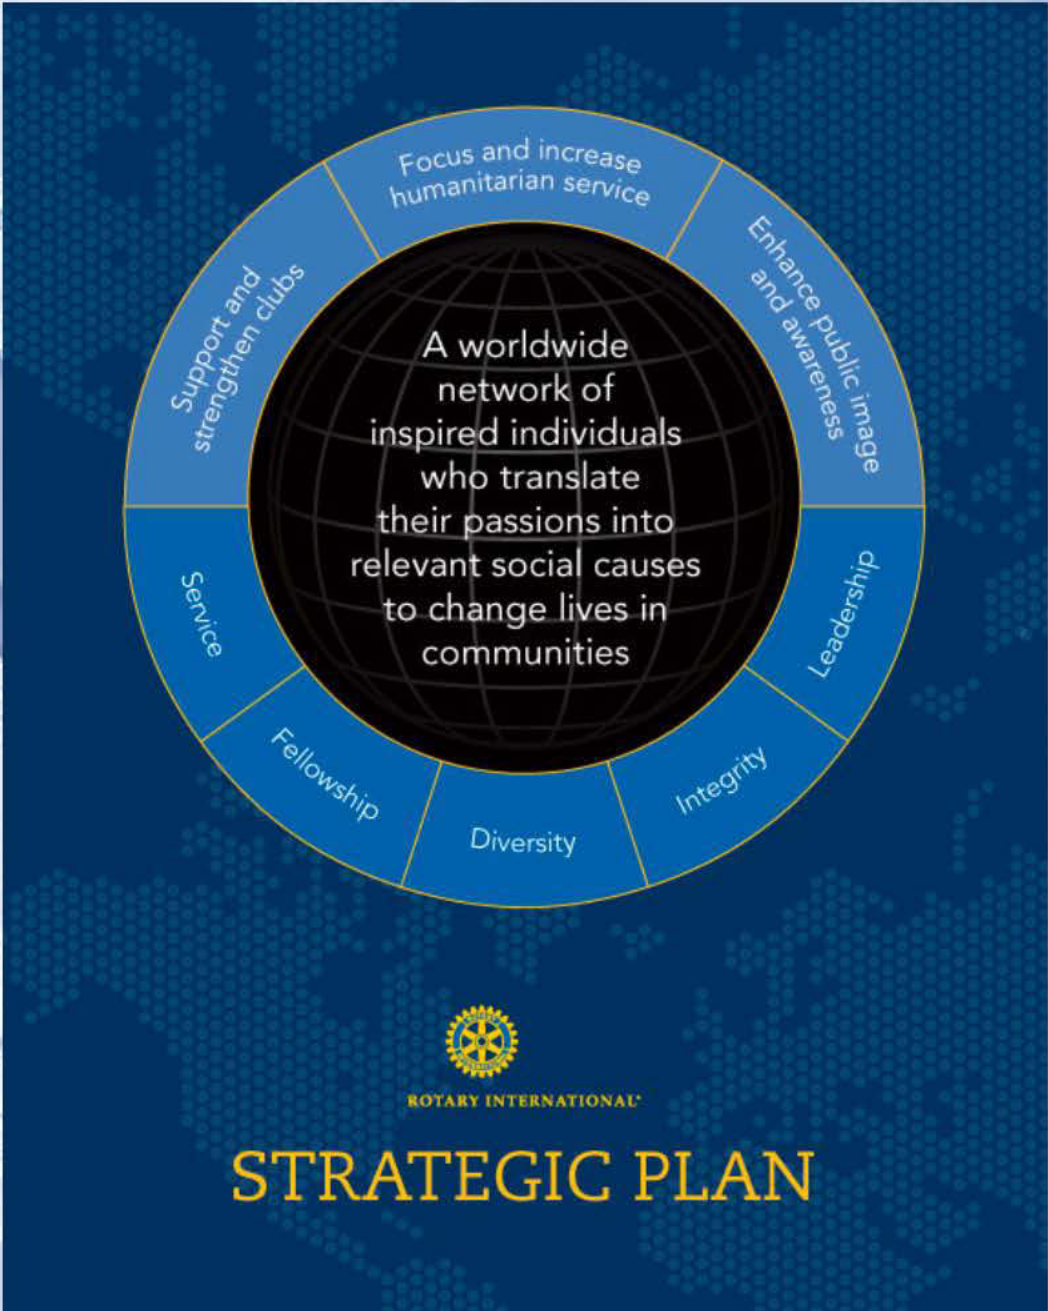 Focus and increase
humanitarian service
Enhance public image
and awareness
Support and
strengthen clubs
A worldwide
network of
inspired individuals
who translate
their passions into
relevant social causes
to change lives in
communities
Service
Leadership
Fellowship
Integrity
Diversity
ROTARY INTERNATIONAL®
STRATEGIC PLAN